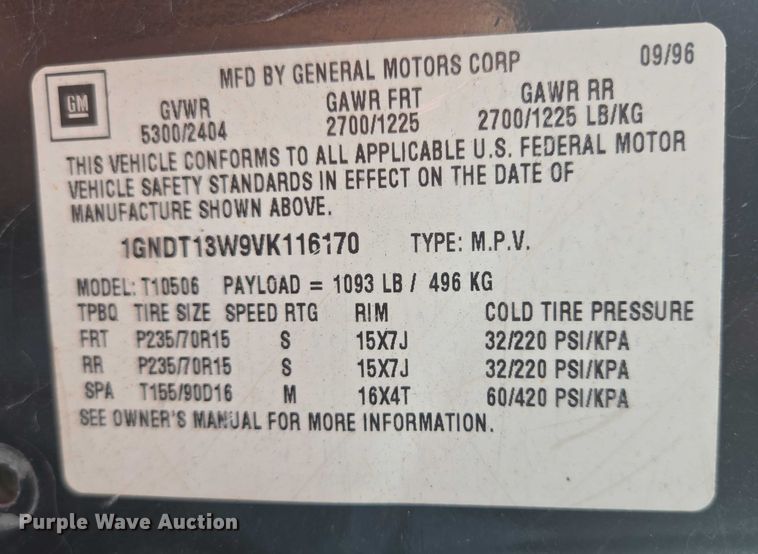 MFD BY GENERAL MOTORS CORP 09/96
GM
GVWR GAWR FRT GAWR RR
5300/2404 2700/1225 2700/1225 LB/KG
THIS VEHICLE CONFORMS TO ALL APPLICABLE U.S. FEDERAL MOTOR
VEHICLE SAFETY STANDARDS IN EFFECT ON THE DATE OF
MANUFACTURE SHOWN ABOVE.
1GNDT13W9VK116170 TYPE: M.P.V.
MODEL: T10506 PAYLOAD = 1093 LB / 496 KG
TPBQ TIRE SIZE SPEED RTG RIM COLD TIRE PRESSURE
FRT P235/70R15 S 15X7J 32/220 PSI/KPA
RR P235/70R15 S 15X7J 32/220 PSI/KPA
SPA T155/90D16 M 16X4T 60/420 PSI/KPA
SEE OWNER'S MANUAL FOR MORE INFORMATION.
Purple Wave Auction